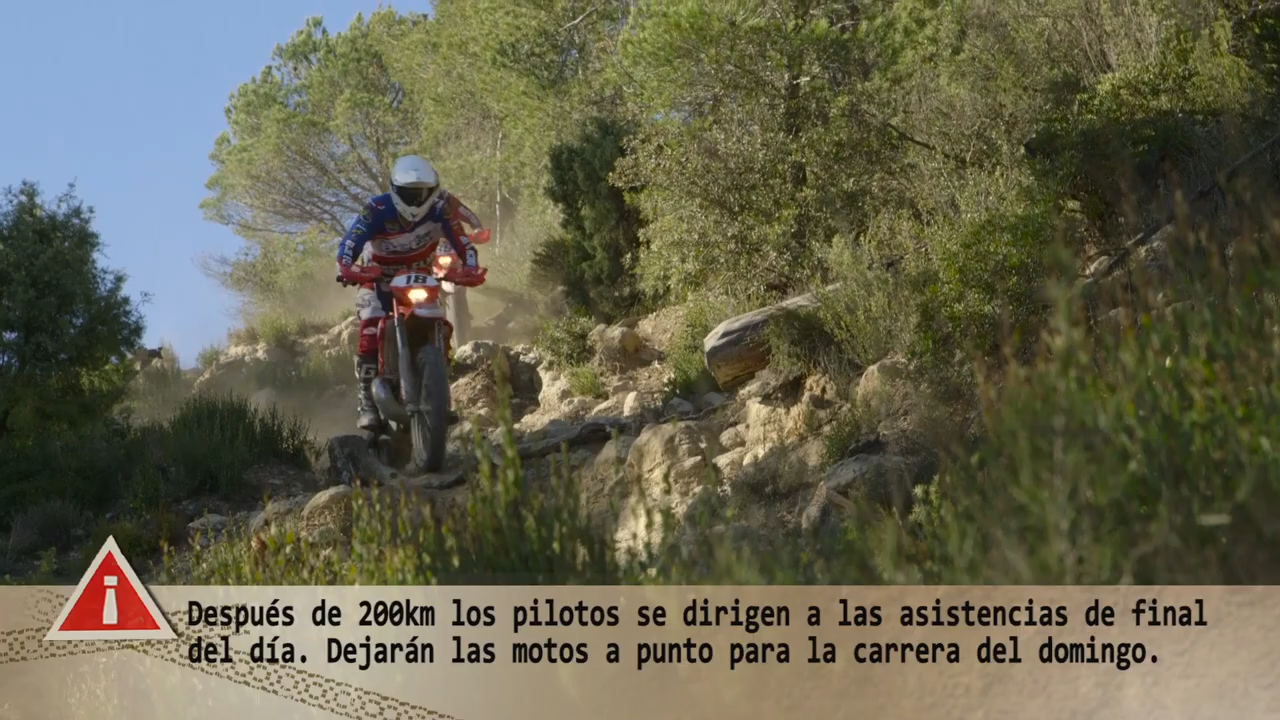 18
Después de 200km los pilotos se dirigen a las asistencias de final
del día. Dejarán las motos a punto para la carrera del domingo.